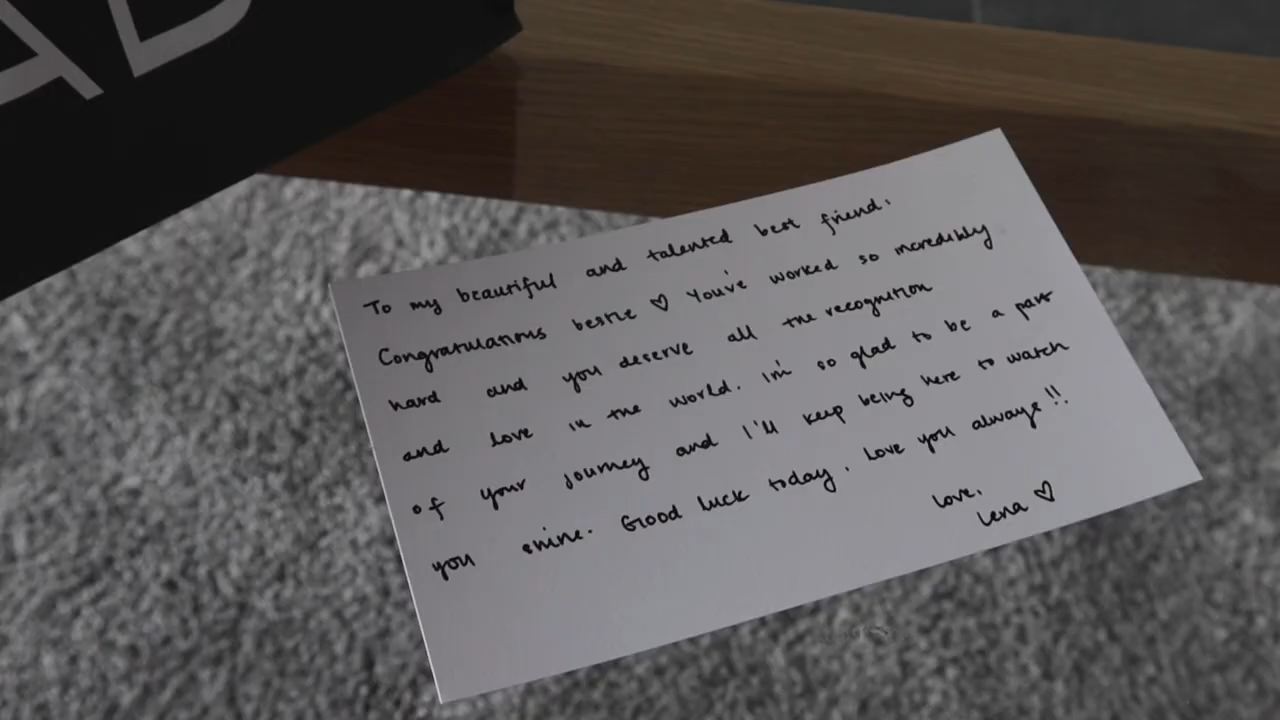 AD
To my beautiful and talented best friend,
Congratulations bestie ♡ You've worked so incredibly
hard and you deserve all the recognition
and love in the world. I'm so glad to be a part
of your journey and I'll keep being here to watch
you shine. Good luck today. Love you always!!
love,
Lena ♡